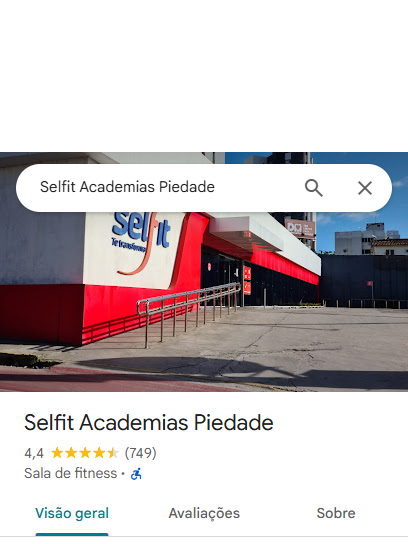 Selfit Academias Piedade
selfit
Te transforma
Selfit Academias Piedade
4,4 (749)
Sala de fitness ·
Visão geral Avaliações Sobre